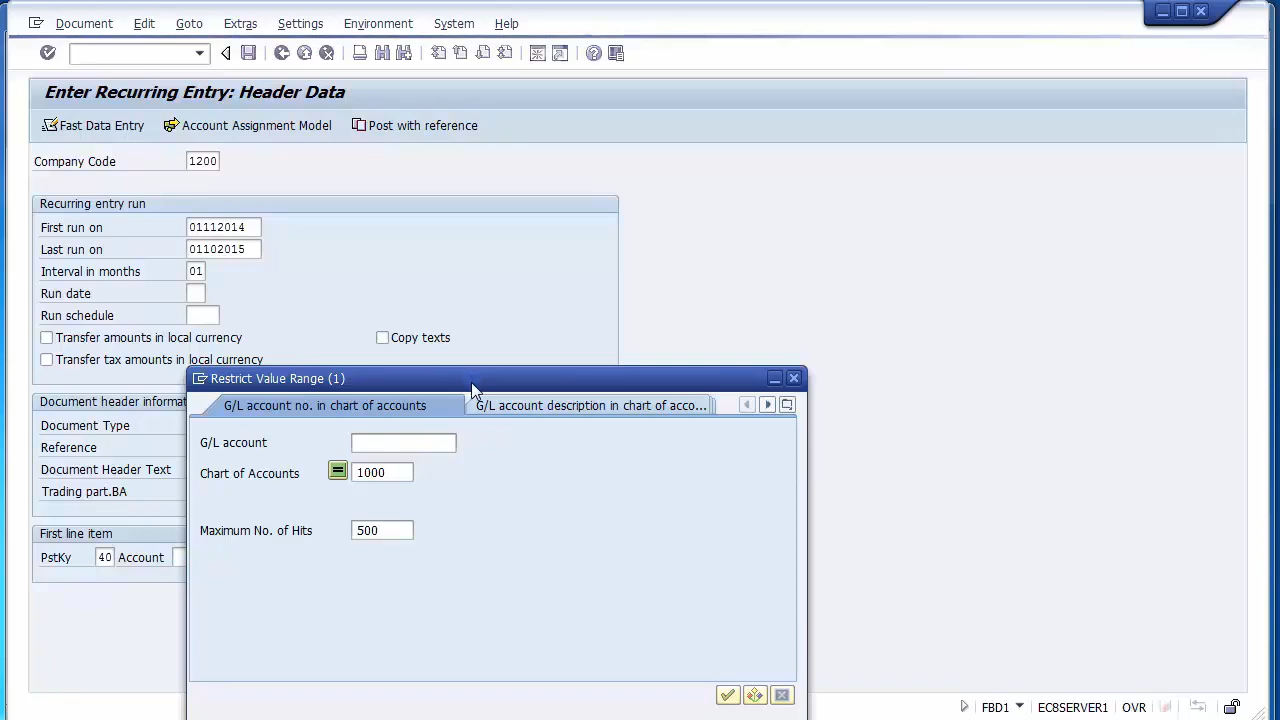 Document Edit Goto Extras Settings Environment System Help
Enter Recurring Entry: Header Data
Fast Data Entry Account Assignment Model Post with reference
Company Code 1200
Recurring entry run
First run on 01112014
Last run on 01102015
Interval in months 01
Run date
Run schedule
Transfer amounts in local currency Copy texts
Transfer tax amounts in local currency
Restrict Value Range (1)
Document header informat
G/L account no. in chart of accounts G/L account description in chart of acco...
Document Type
Reference
G/L account
Document Header Text
Chart of Accounts 1000
Trading part.BA
First line item
Maximum No. of Hits 500
PstKy 40 Account
FBD1 EC8SERVER1 OVR